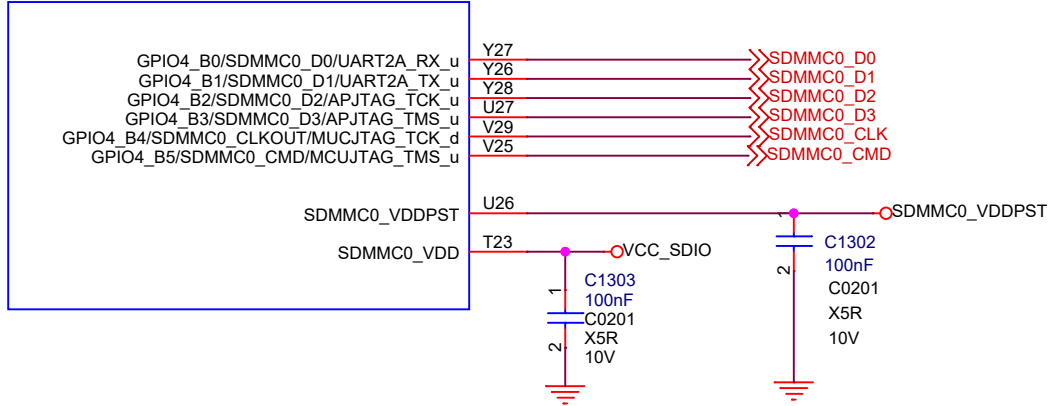 GPIO4_B0/SDMMC0_D0/UART2A_RX_u Y27 SDMMC0_D0
GPIO4_B1/SDMMC0_D1/UART2A_TX_u Y26 SDMMC0_D1
GPIO4_B2/SDMMC0_D2/APJTAG_TCK_u Y28 SDMMC0_D2
GPIO4_B3/SDMMC0_D3/APJTAG_TMS_u U27 SDMMC0_D3
GPIO4_B4/SDMMC0_CLKOUT/MUCJTAG_TCK_d V29 SDMMC0_CLK
GPIO4_B5/SDMMC0_CMD/MCUJTAG_TMS_u V25 SDMMC0_CMD
SDMMC0_VDDPST U26 SDMMC0_VDDPST
SDMMC0_VDD T23 VCC_SDIO
1
C1302
100nF
C0201
X5R
10V
2
1
C1303
100nF
C0201
X5R
10V
2